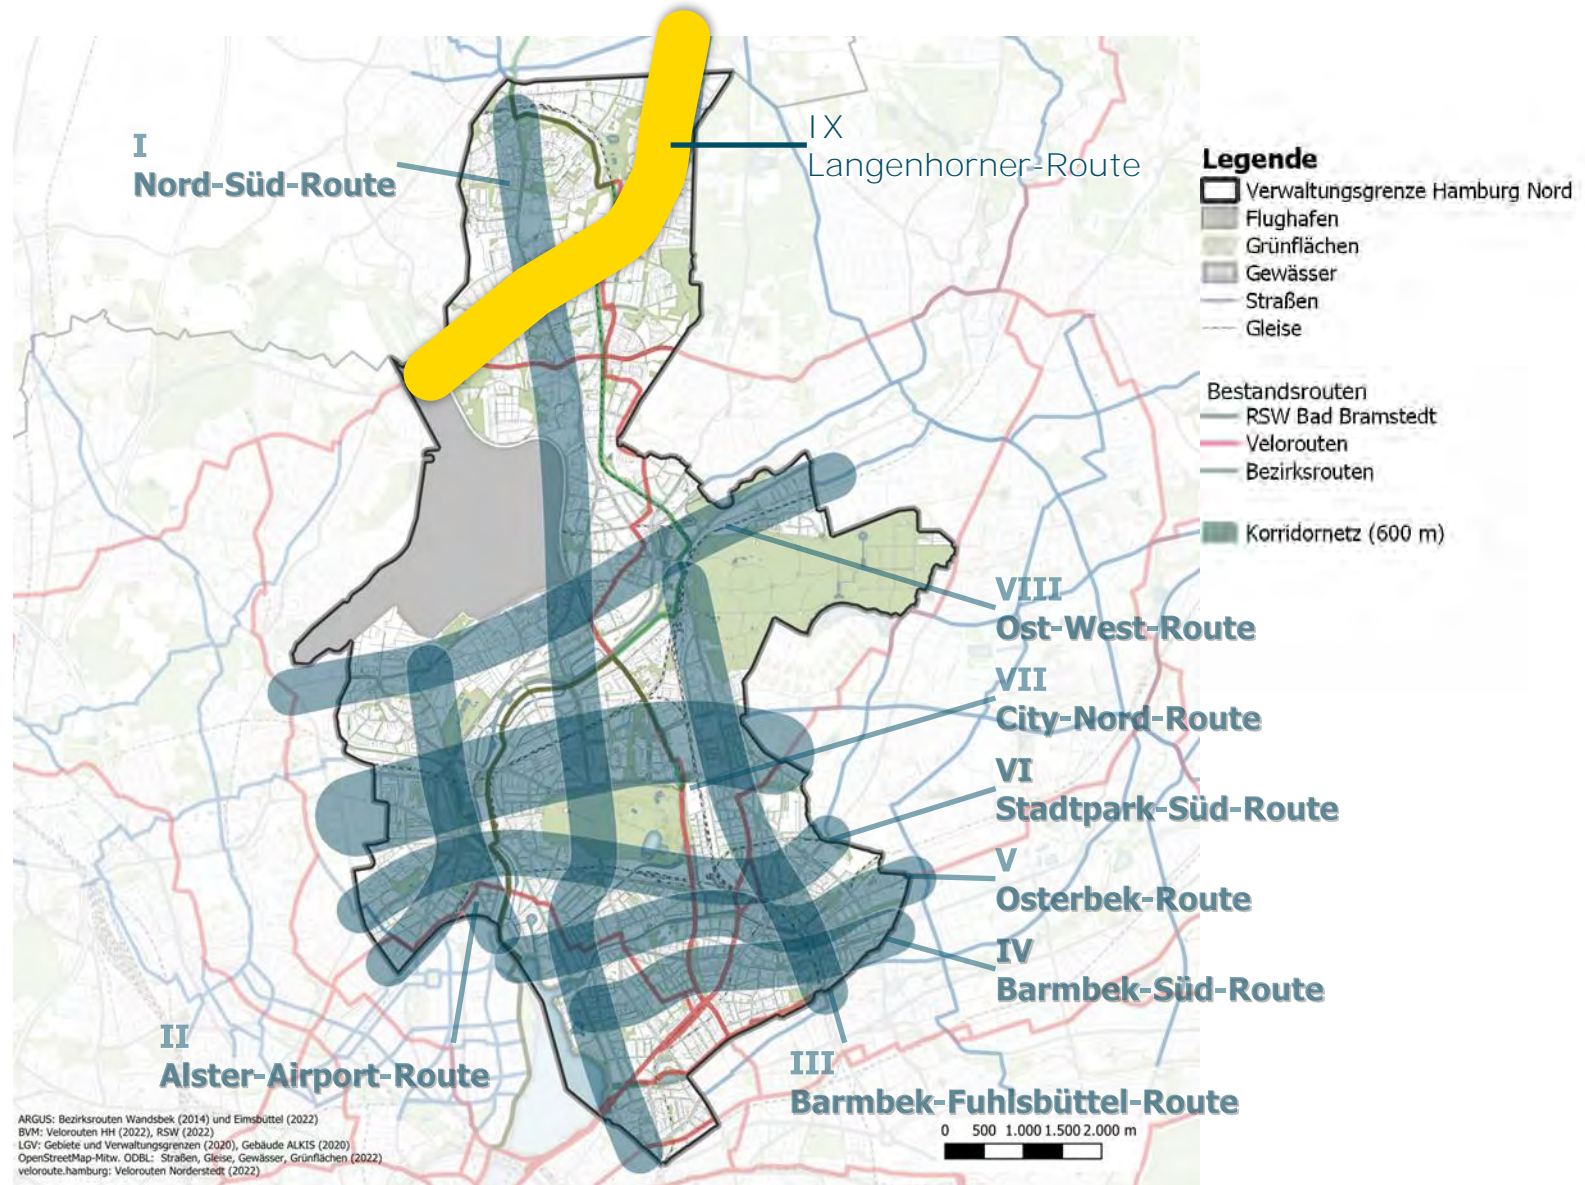 I
Nord-Süd-Route
IX
Langenhorner-Route
Legende
Verwaltungsgrenze Hamburg Nord
Flughafen
Grünflächen
Gewässer
Straßen
Gleise
Bestandsrouten
RSW Bad Bramstedt
Velorouten
Bezirksrouten
Korridornetz (600 m)
VIII
Ost-West-Route
VII
City-Nord-Route
VI
Stadtpark-Süd-Route
V
Osterbek-Route
IV
Barmbek-Süd-Route
II
Alster-Airport-Route
III
Barmbek-Fuhlsbüttel-Route
0 500 1.000 1.500 2.000 m
ARGUS: Bezirksrouten Wandsbek (2014) und Eimsbüttel (2022)
BVM: Velorouten HH (2022), RSW (2022)
LGV: Gebiete und Verwaltungsgrenzen (2020), Gebäude ALKIS (2020)
OpenStreetMap-Mitw. ODBL: Straßen, Gleise, Gewässer, Grünflächen (2022)
veloroute.hamburg: Velorouten Norderstedt (2022)